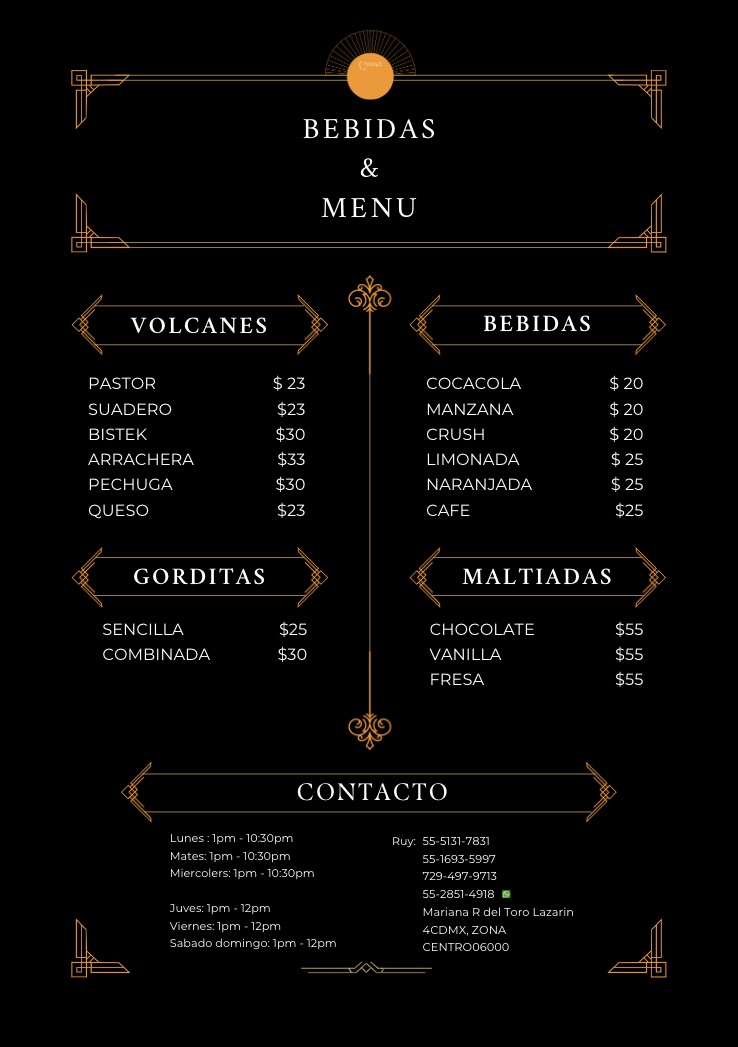 BEBIDAS
&
MENU
VOLCANES
PASTOR $ 23
SUADERO $23
BISTEK $30
ARRACHERA $33
PECHUGA $30
QUESO $23
BEBIDAS
COCACOLA $ 20
MANZANA $ 20
CRUSH $ 20
LIMONADA $ 25
NARANJADA $ 25
CAFE $25
GORDITAS
SENCILLA $25
COMBINADA $30
MALTIADAS
CHOCOLATE $55
VANILLA $55
FRESA $55
CONTACTO
Lunes : 1pm - 10:30pm
Mates: 1pm - 10:30pm
Miercolers: 1pm - 10:30pm
Juves: 1pm - 12pm
Viernes: 1pm - 12pm
Sabado domingo: 1pm - 12pm
Ruy: 55-5131-7831
55-1693-5997
729-497-9713
55-2851-4918
Mariana R del Toro Lazarin
4CDMX, ZONA
CENTRO06000